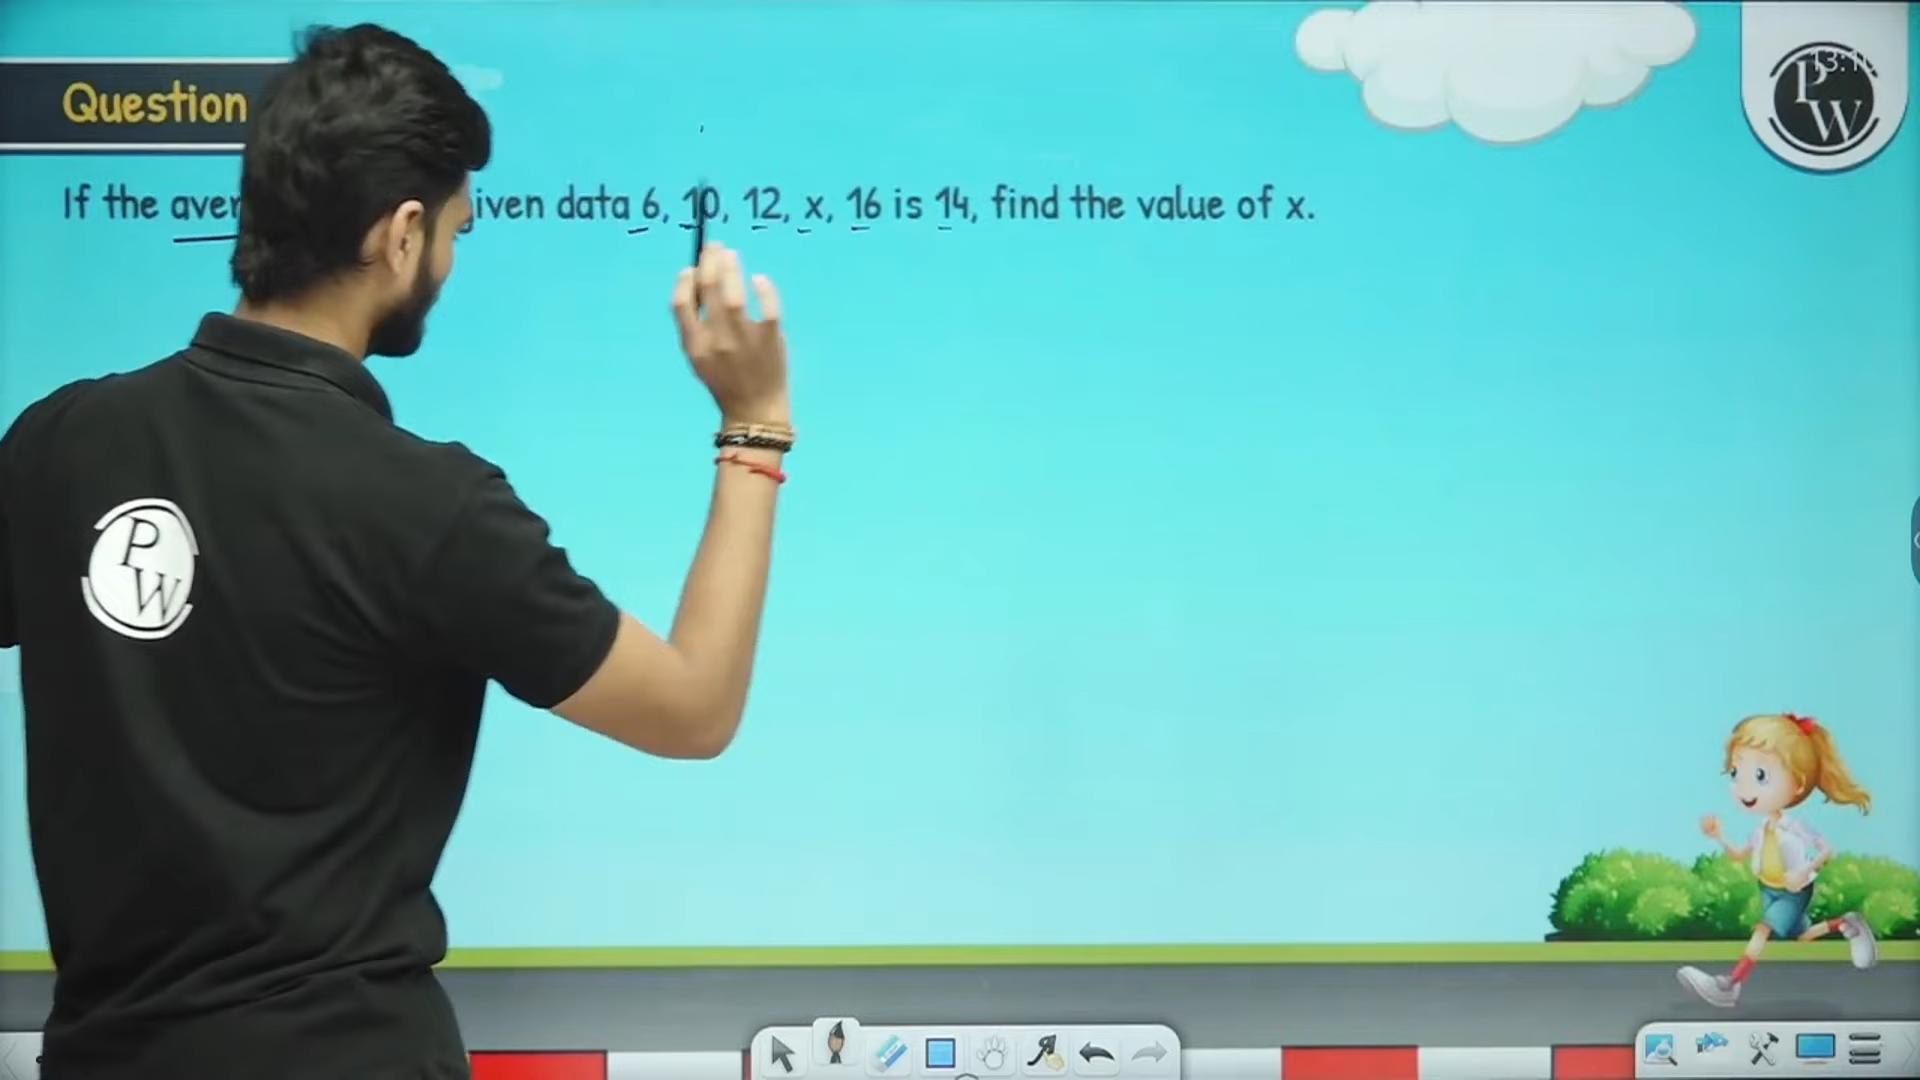 Question
If the aver iven data 6, 10, 12, x, 16 is 14, find the value of x.
PW
PW